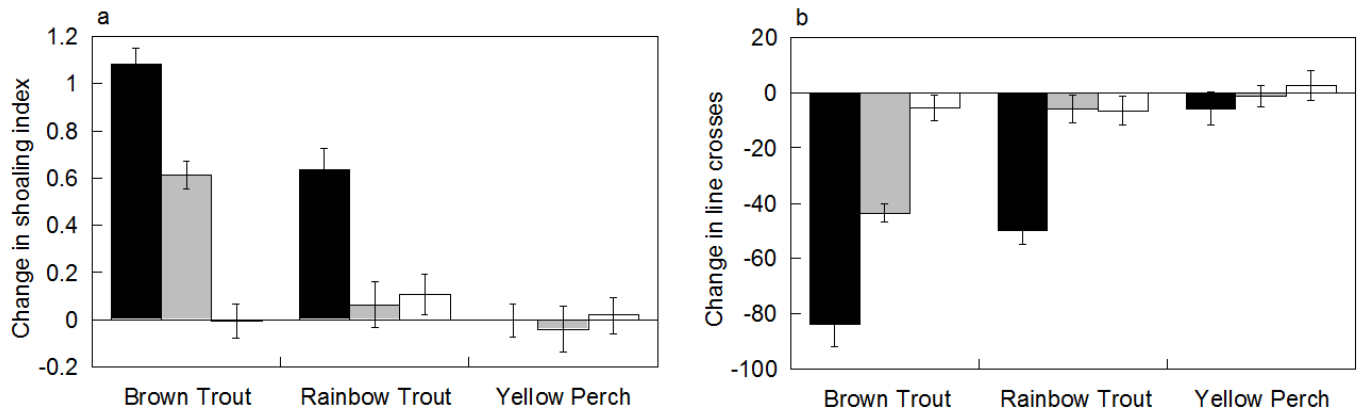 a
Change in shoaling index
1.2
1
0.8
0.6
0.4
0.2
0
-0.2
Brown Trout Rainbow Trout Yellow Perch
b
Change in line crosses
20
0
-20
-40
-60
-80
-100
Brown Trout Rainbow Trout Yellow Perch